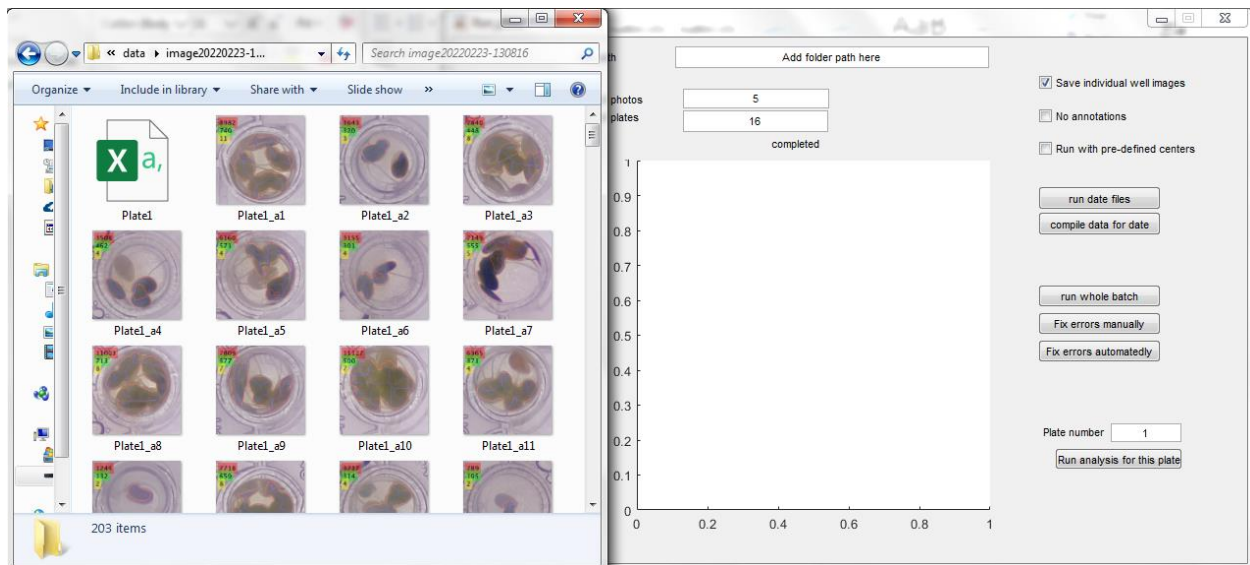 « data ▸ image20220223-1...
Search image20220223-130816
Organize
Include in library
Share with
Slide show
»
a,
Plate1
Plate1_a1
Plate1_a2
Plate1_a3
Plate1_a4
Plate1_a5
Plate1_a6
Plate1_a7
Plate1_a8
Plate1_a9
Plate1_a10
Plate1_a11
203 items
Add folder path here
photos
5
plates
16
completed
1
0.9
0.8
0.7
0.6
0.5
0.4
0.3
0.2
0.1
0
0
0.2
0.4
0.6
0.8
1
Save individual well images
No annotations
Run with pre-defined centers
run date files
compile data for date
run whole batch
Fix errors manually
Fix errors automatedly
Plate number
1
Run analysis for this plate